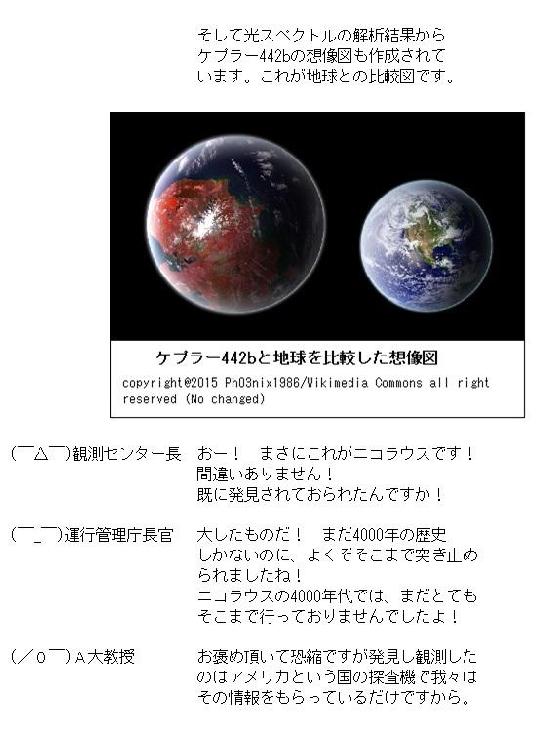 そして光スペクトルの解析結果から
ケプラー442bの想像図も作成されて
います。これが地球との比較図です。
ケプラー442bと地球を比較した想像図
copyright@2015 Ph03nix1986/Wikimedia Commons all right
reserved (No changed)
(￣△￣)観測センター長　おー！　まさにこれがニコラウスです！
間違いありません！
既に発見されておられたんですか！
(￣_￣)運行管理庁長官　大したものだ！　まだ4000年の歴史
しかないのに、よくぞそこまで突き止め
られましたね！
ニコラウスの4000年代では、まだとても
そこまで行っておりませんでしたよ！
(／０￣)Ａ大教授　お褒め頂いて恐縮ですが発見し観測した
のはアメリカという国の探査機で我々は
その情報をもらっているだけですから。